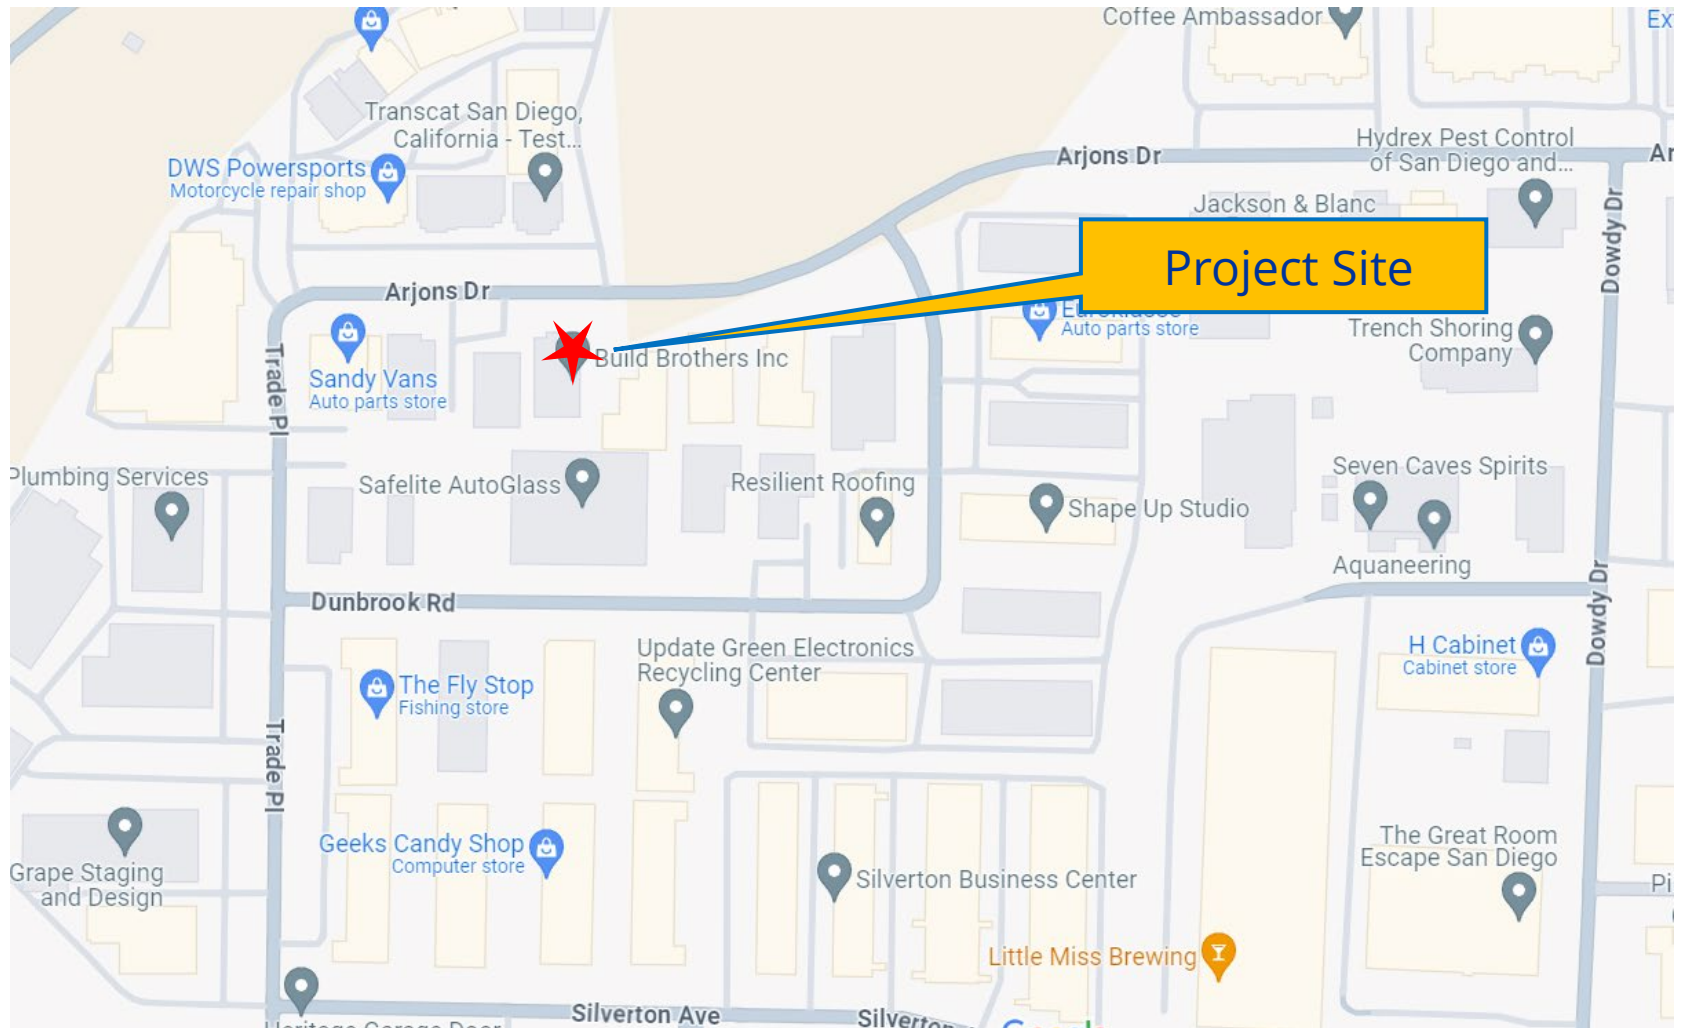 Coffee Ambassador
Ex
Transcat San Diego,
California - Test...
DWS Powersports
Motorcycle repair shop
Arjons Dr
Hydrex Pest Control
of San Diego and...
Ar
Jackson & Blanc
Dowdy Dr
Project Site
Arjons Dr
Auto parts store
Trench Shoring
Company
Trade Pl
Build Brothers Inc
Sandy Vans
Auto parts store
Plumbing Services
Safelite AutoGlass
Resilient Roofing
Seven Caves Spirits
Shape Up Studio
Aquaneering
Dunbrook Rd
Dowdy Dr
Update Green Electronics
Recycling Center
H Cabinet
Cabinet store
The Fly Stop
Fishing store
Trade Pl
Geeks Candy Shop
Computer store
The Great Room
Escape San Diego
Grape Staging
and Design
Silverton Business Center
Pi
Little Miss Brewing
Silverton Ave